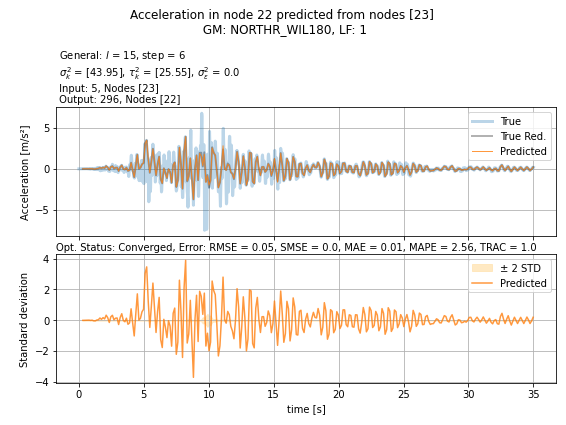 Acceleration in node 22 predicted from nodes [23]
GM: NORTHR_WIL180, LF: 1
General: l = 15, step = 6
σ_k^2 = [43.95], τ_k^2 = [25.55], σ_ε^2 = 0.0
Input: 5, Nodes [23]
Output: 296, Nodes [22]
Acceleration [m/s²]
5
0
−5
True
True Red.
Predicted
Opt. Status: Converged, Error: RMSE = 0.05, SMSE = 0.0, MAE = 0.01, MAPE = 2.56, TRAC = 1.0
Standard deviation
4
2
0
−2
−4
± 2 STD
Predicted
0 5 10 15 20 25 30 35
time [s]